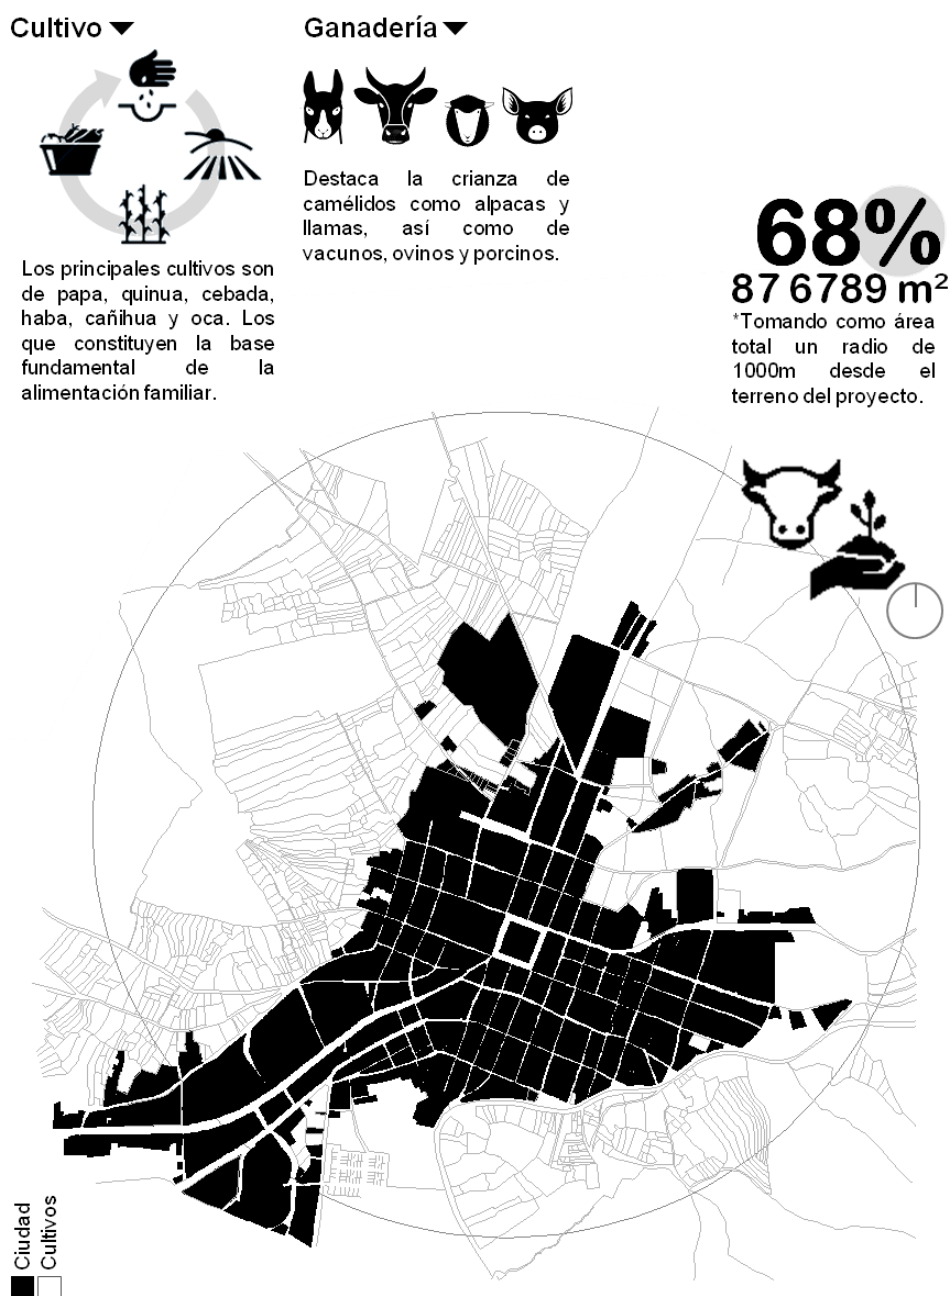 Cultivo
Los principales cultivos son
de papa, quinua, cebada,
haba, cañihua y oca. Los
que constituyen la base
fundamental de la
alimentación familiar.
Ganadería
Destaca la crianza de
camélidos como alpacas y
llamas, así como de
vacunos, ovinos y porcinos.
68%
87 6789 m²
*Tomando como área
total un radio de
1000m desde el
terreno del proyecto.
Ciudad
Cultivos